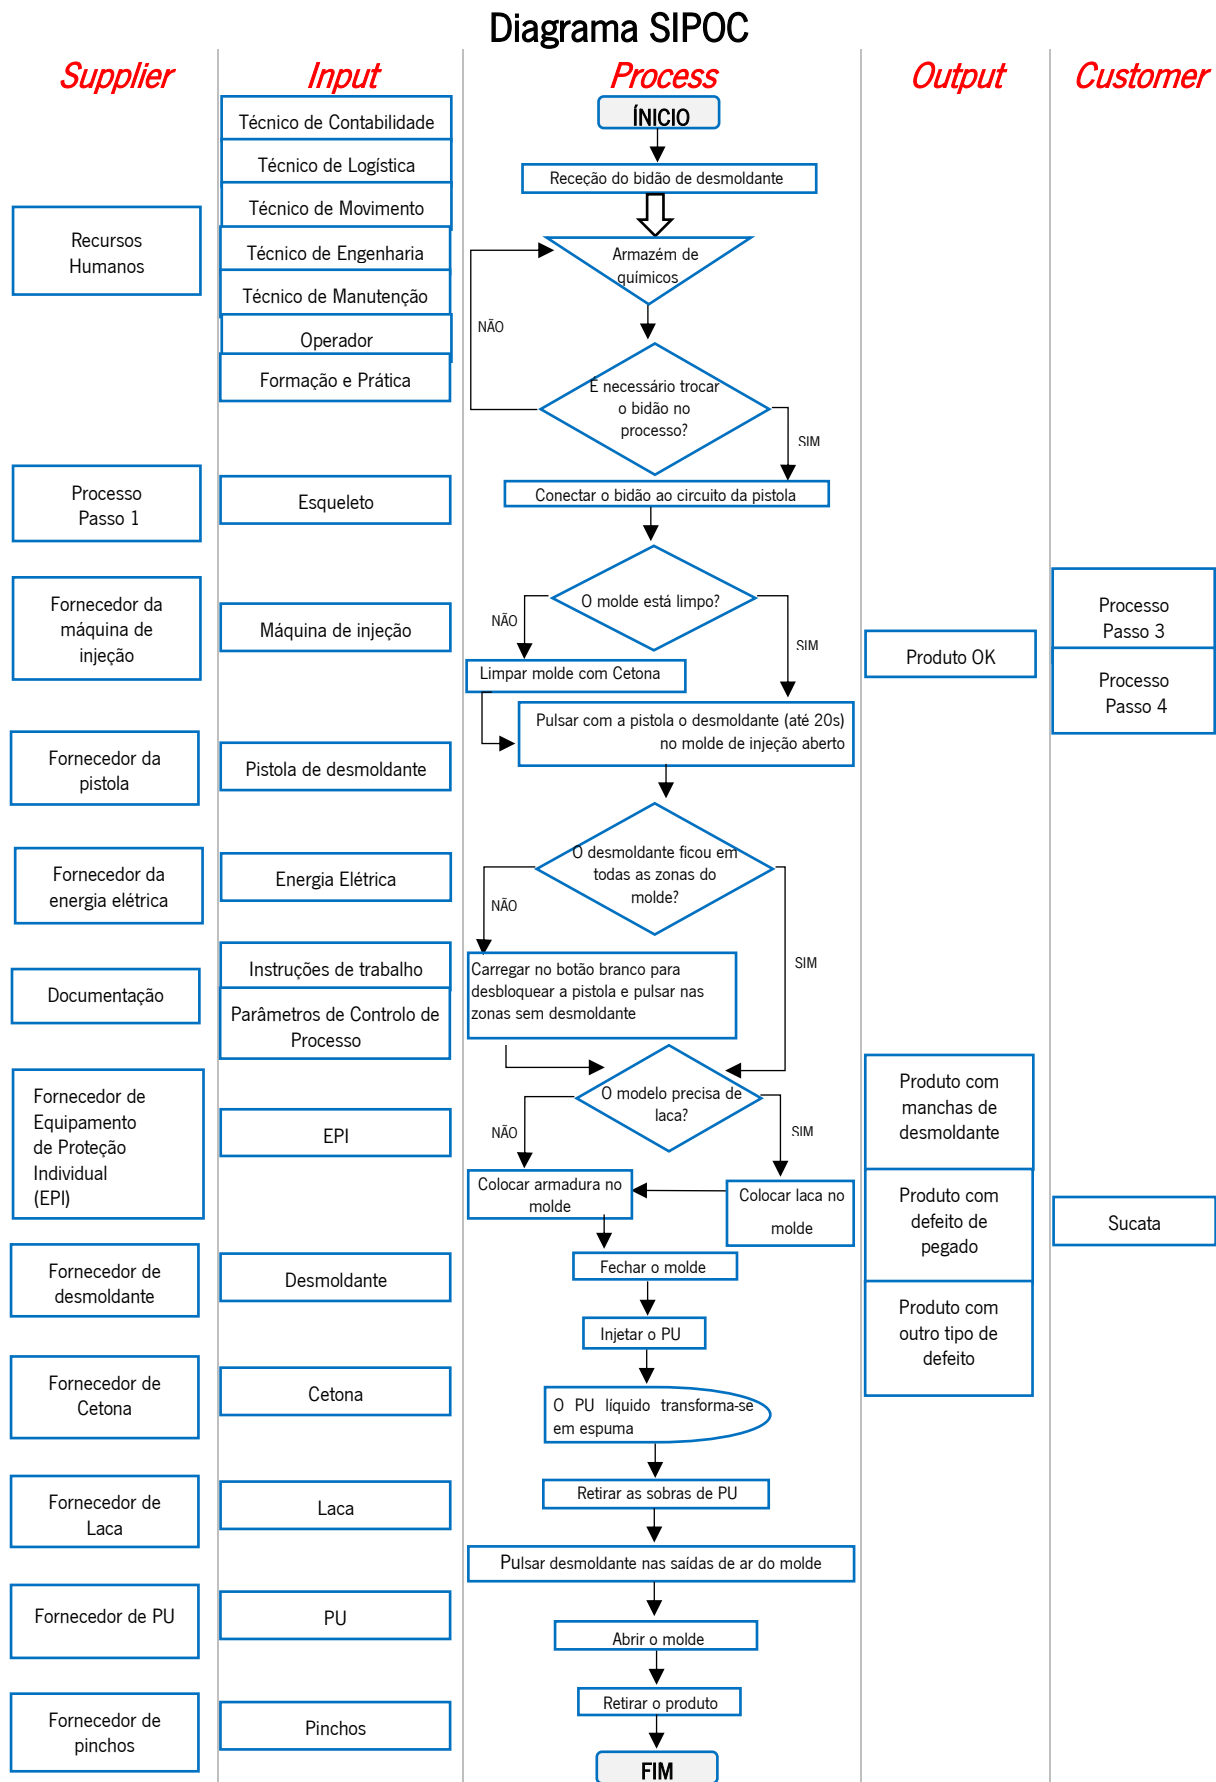 Diagrama SIPOC
Supplier
Input
Process
Output
Customer
Recursos
Humanos
Processo
Passo 1
Fornecedor da
máquina de
injeção
Fornecedor da
pistola
Fornecedor da
energia elétrica
Documentação
Fornecedor de
Equipamento
de Proteção
Individual
(EPI)
Fornecedor de
desmoldante
Fornecedor de
Cetona
Fornecedor de
Laca
Fornecedor de PU
Fornecedor de
pinchos
Técnico de Contabilidade
Técnico de Logística
Técnico de Movimento
Técnico de Engenharia
Técnico de Manutenção
Operador
Formação e Prática
Esqueleto
Máquina de injeção
Pistola de desmoldante
Energia Elétrica
Instruções de trabalho
Parâmetros de Controlo de
Processo
EPI
Desmoldante
Cetona
Laca
PU
Pinchos
ÍNICIO
Receção do bidão de desmoldante
Armazém de
químicos
NÃO
É necessário trocar
o bidão no
processo?
SIM
Conectar o bidão ao circuito da pistola
O molde está limpo?
NÃO
SIM
Limpar molde com Cetona
Pulsar com a pistola o desmoldante (até 20s)
no molde de injeção aberto
O desmoldante ficou em
todas as zonas do
molde?
NÃO
SIM
Carregar no botão branco para
desbloquear a pistola e pulsar nas
zonas sem desmoldante
O modelo precisa de
laca?
NÃO
SIM
Colocar armadura no
molde
Colocar laca no
molde
Fechar o molde
Injetar o PU
O PU líquido transforma-se
em espuma
Retirar as sobras de PU
Pulsar desmoldante nas saídas de ar do molde
Abrir o molde
Retirar o produto
FIM
Produto OK
Produto com
manchas de
desmoldante
Produto com
defeito de
pegado
Produto com
outro tipo de
defeito
Processo
Passo 3
Processo
Passo 4
Sucata